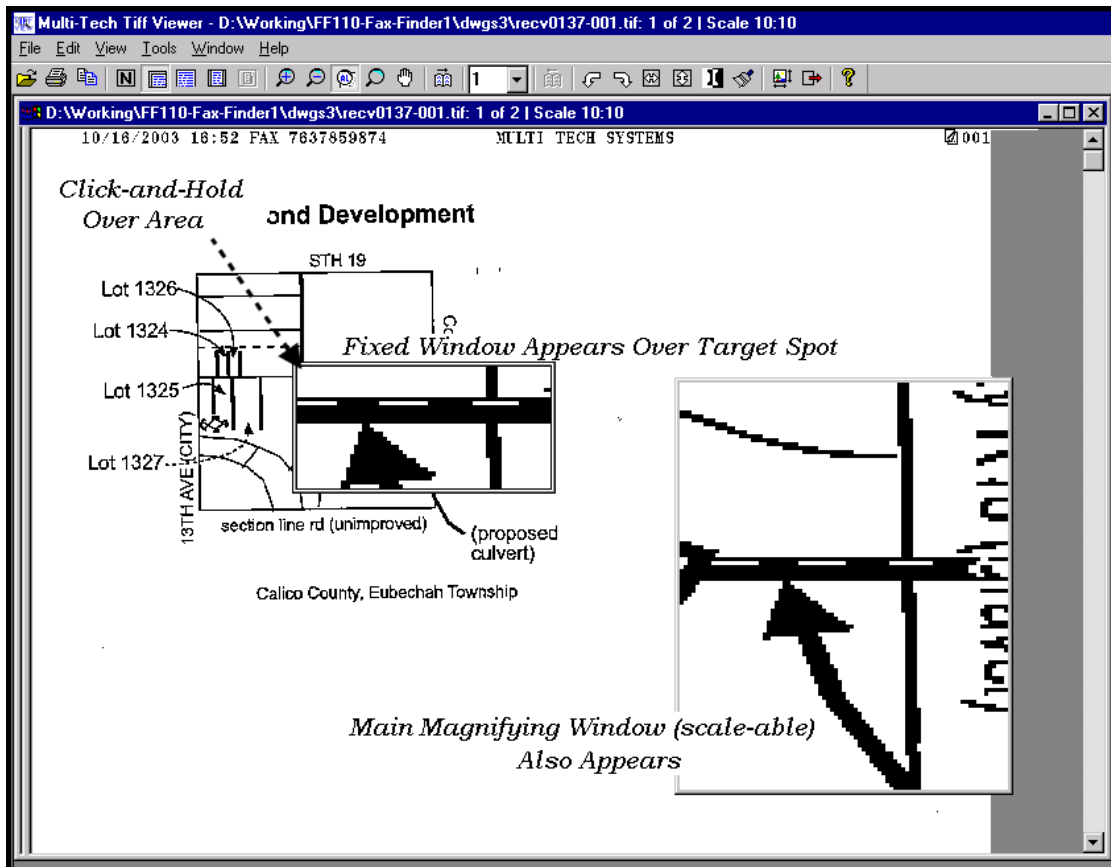 Multi-Tech Tiff Viewer - D:\Working\FF110-Fax-Finder1\dwgs3\recv0137-001.tif: 1 of 2 | Scale 10:10
File Edit View Tools Window Help
N 1
D:\Working\FF110-Fax-Finder1\dwgs3\recv0137-001.tif: 1 of 2 | Scale 10:10
10/16/2003 16:52 FAX 7637859874 MULTI TECH SYSTEMS 001
Click-and-Hold
Over Area
and Development
STH 19
Lot 1326
Lot 1324
Fixed Window Appears Over Target Spot
Lot 1325
13TH AVE (CITY)
Lot 1327
section line rd (unimproved)
(proposed
culvert)
Calico County, Eubechah Township
Main Magnifying Window (scale-able)
Also Appears